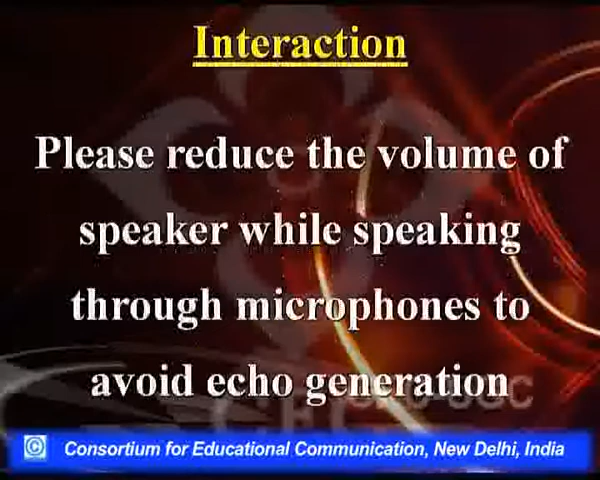 Interaction
Please reduce the volume of
speaker while speaking
through microphones to
avoid echo generation
© Consortium for Educational Communication, New Delhi, India